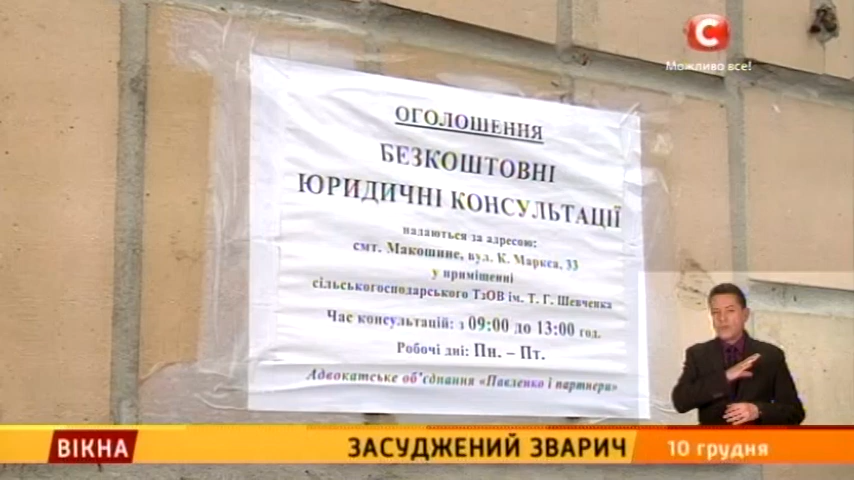 С
Можливо все!
ОГОЛОШЕННЯ
БЕЗКОШТОВНІ
ЮРИДИЧНІ КОНСУЛЬТАЦІЇ
надаються за адресою:
смт. Макошине, вул. К. Маркса, 33
у приміщенні
сільськогосподарського ТзОВ ім. Т. Г. Шевченка
Час консультацій: з 09:00 до 13:00 год.
Робочі дні: Пн. – Пт.
Адвокатське об'єднання «Павленко і партнери»
ВІКНА ЗАСУДЖЕНИЙ ЗВАРИЧ 10 грудня